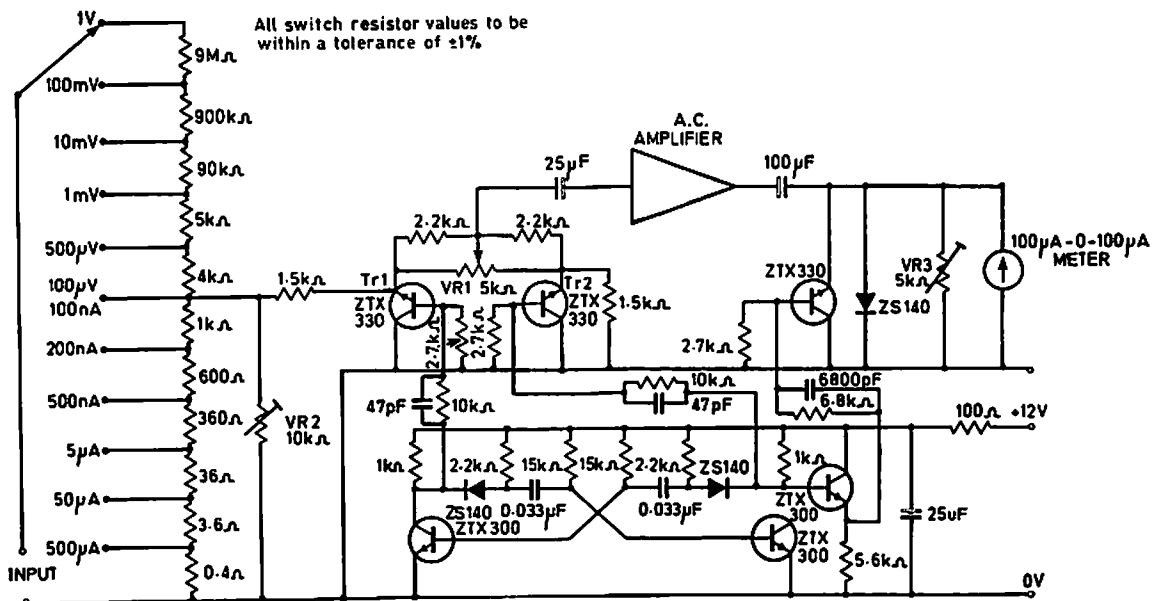 All switch resistor values to be
within a tolerance of ±1%
1V
9MΩ
100mV
900kΩ
10mV
90kΩ
1mV
5kΩ
500µV
4kΩ
100µV
100nA
1kΩ
200nA
600Ω
500nA
360Ω
5µA
36Ω
50µA
3.6Ω
500µA
0.4Ω
INPUT
VR2
10kΩ
1.5kΩ
Tr1
ZTX
330
2.2kΩ
2.2kΩ
VR1 5kΩ
Tr2
ZTX
330
1.5kΩ
2.7kΩ
2.7kΩ
25µF
A.C.
AMPLIFIER
100µF
ZTX330
2.7kΩ
ZS140
VR3
5kΩ
100µA-0-100µA
METER
47pF
10kΩ
10kΩ
47pF
6800pF
6.8kΩ
100Ω
+12V
1kΩ
2.2kΩ
15kΩ
15kΩ
2.2kΩ
ZS140
1kΩ
ZS140
0.033µF
0.033µF
ZTX300
ZTX
300
ZTX
300
5.6kΩ
25uF
0V